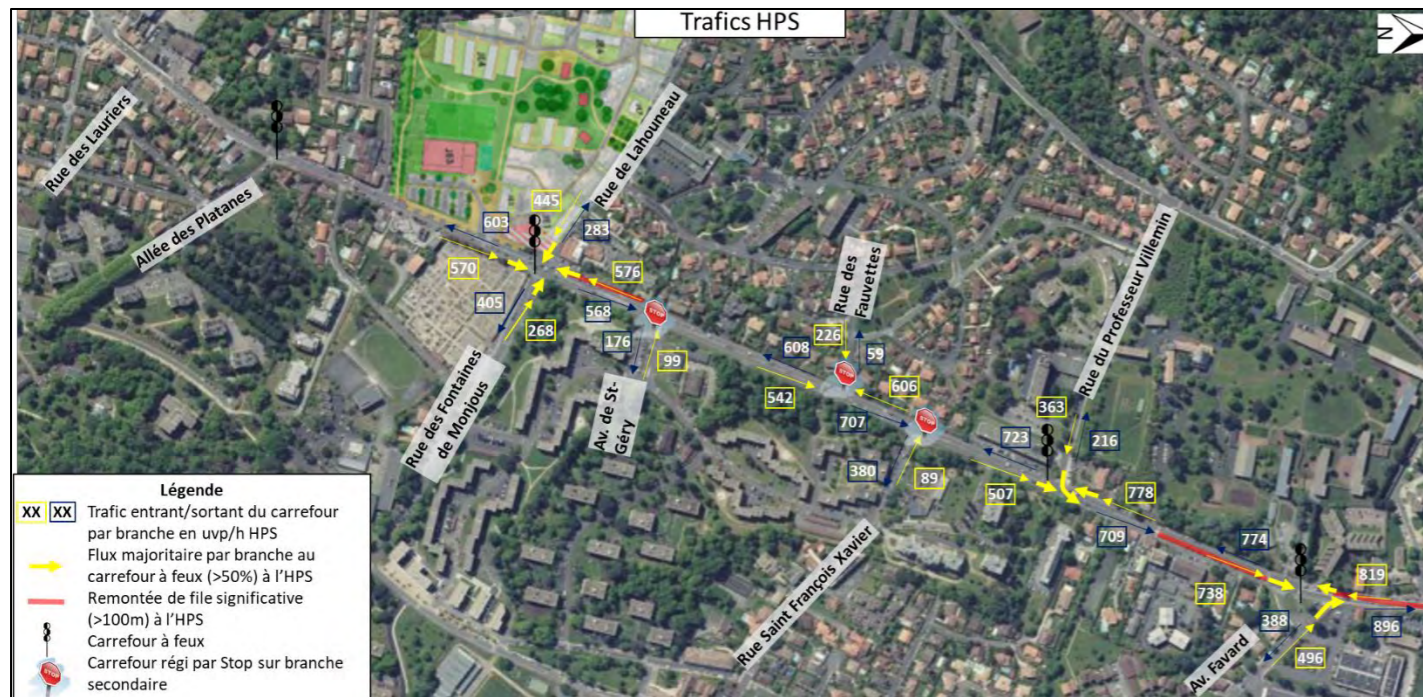 Trafics HPS
N
Rue des Lauriers
Allée des Platanes
Rue de Lahouneau
445
603
283
570
576
405
568
268
176
99
Rue des Fontaines
de Monjous
Av. de St-
Géry
Rue des
Fauvettes
226
59
608
606
542
707
380
89
Rue Saint François Xavier
Rue du Professeur Villemin
363
723
216
507
778
709
774
738
819
388
896
496
Av. Favard
STOP
STOP
STOP
Légende
XX XX Trafic entrant/sortant du carrefour
par branche en uvp/h HPS
Flux majoritaire par branche au
carrefour à feux (>50%) à l’HPS
Remontée de file significative
(>100m) à l’HPS
Carrefour à feux
STOP
Carrefour régi par Stop sur branche
secondaire